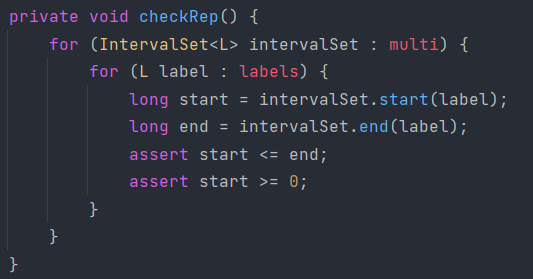 private void checkRep() {
    for (IntervalSet<L> intervalSet : multi) {
        for (L label : labels) {
            long start = intervalSet.start(label);
            long end = intervalSet.end(label);
            assert start <= end;
            assert start >= 0;
        }
    }
}